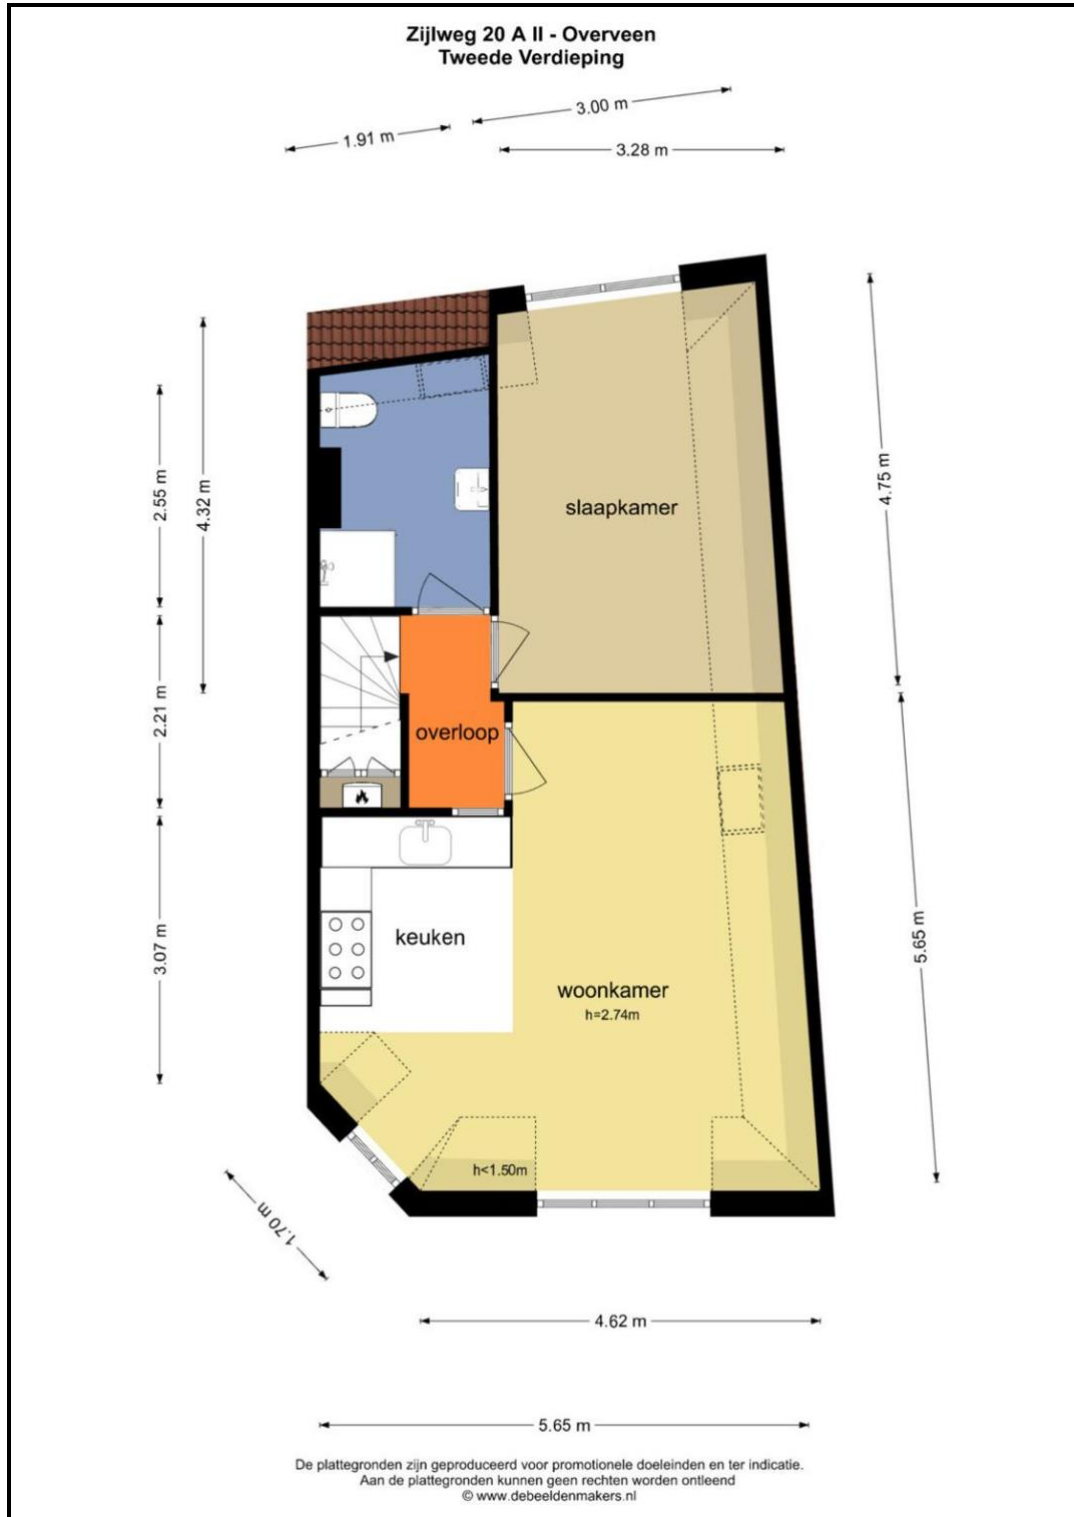 Zijlweg 20 A II - Overveen
Tweede Verdieping
3.00 m
1.91 m
3.28 m
4.75 m
2.55 m
4.32 m
slaapkamer
2.21 m
overloop
3.07 m
keuken
5.65 m
woonkamer
h=2.74m
h<1.50m
1.70 m
4.62 m
5.65 m
De plattegronden zijn geproduceerd voor promotionele doeleinden en ter indicatie.
Aan de plattegronden kunnen geen rechten worden ontleend
© www.debeeldenmakers.nl